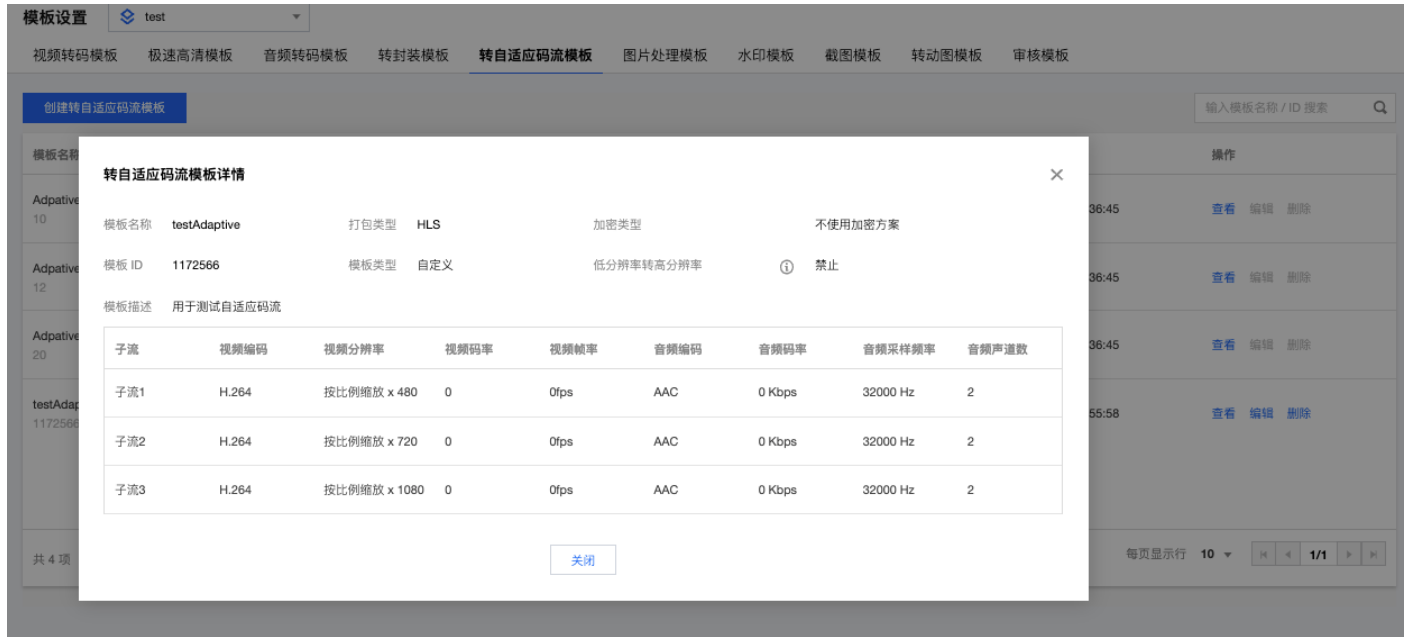 模板设置 test
视频转码模板 极速高清模板 音频转码模板 转封装模板 转自适应码流模板 图片处理模板 水印模板 截图模板 转动图模板 审核模板
创建转自适应码流模板 输入模板名称 / ID 搜索
模板名称 操作
转自适应码流模板详情
Adpative 36:45 查看 编辑 删除
10
模板名称 testAdaptive 打包类型 HLS 加密类型 不使用加密方案
模板 ID 1172566 模板类型 自定义 低分辨率转高分辨率 禁止
Adpative 36:45 查看 编辑 删除
12
模板描述 用于测试自适应码流
Adpative 36:45 查看 编辑 删除
20
子流 视频编码 视频分辨率 视频码率 视频帧率 音频编码 音频码率 音频采样频率 音频声道数
子流1 H.264 按比例缩放 x 480 0 0fps AAC 0 Kbps 32000 Hz 2
testAdap 55:58 查看 编辑 删除
1172566
子流2 H.264 按比例缩放 x 720 0 0fps AAC 0 Kbps 32000 Hz 2
子流3 H.264 按比例缩放 x 1080 0 0fps AAC 0 Kbps 32000 Hz 2
共 4 项 每页显示行 10 1/1
关闭